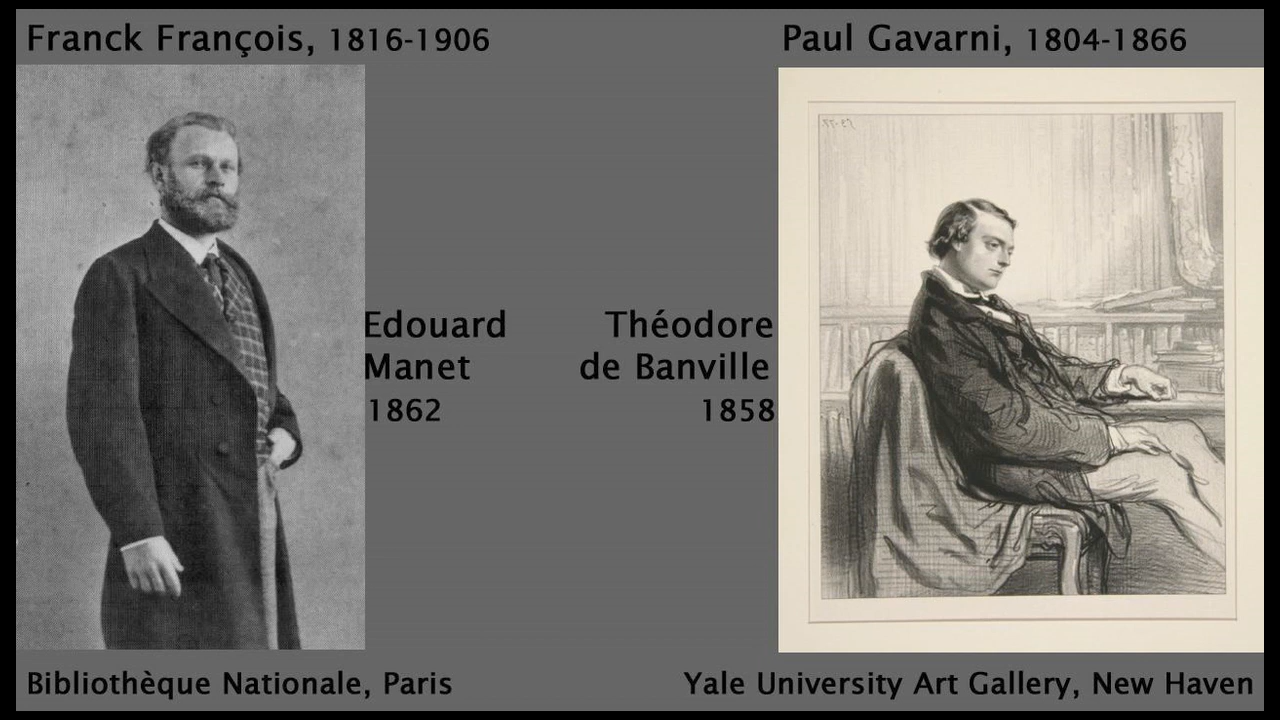 Franck François, 1816-1906
Paul Gavarni, 1804-1866
Edouard
Manet
1862
Théodore
de Banville
1858
Bibliothèque Nationale, Paris
Yale University Art Gallery, New Haven